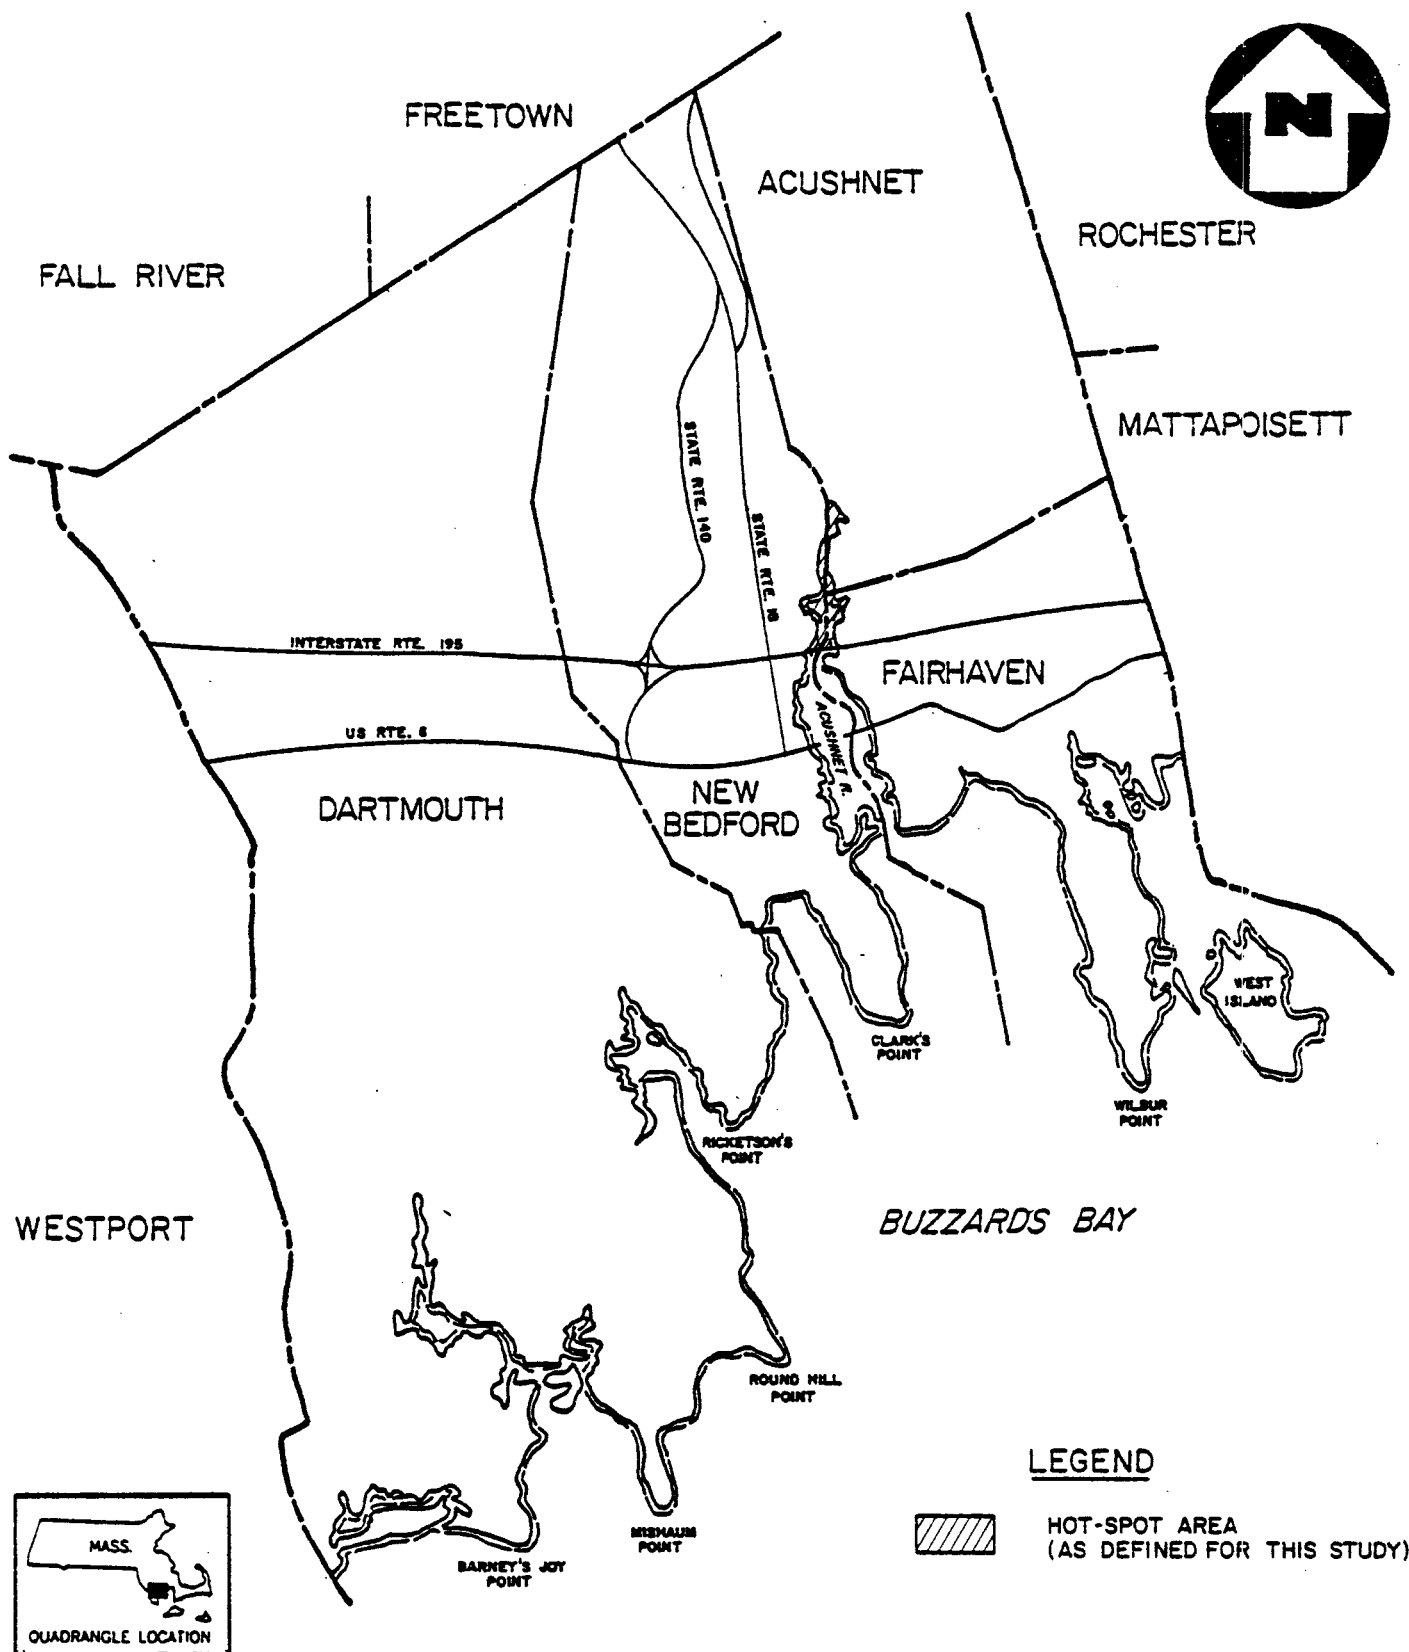 FREETOWN
N
ACUSHNET
ROCHESTER
FALL RIVER
MATTAPOISETT
STATE RTE. 140
STATE RTE. 18
INTERSTATE RTE. 195
FAIRHAVEN
ACUSHNET R.
US RTE. 6
DARTMOUTH
NEW
BEDFORD
WEST
ISLAND
CLARK'S
POINT
WILBUR
POINT
RICKETSON'S
POINT
WESTPORT
BUZZARD'S BAY
ROUND HILL
POINT
MISHAUM
POINT
BARNEY'S JOY
POINT
LEGEND
HOT-SPOT AREA
(AS DEFINED FOR THIS STUDY)
MASS.
QUADRANGLE LOCATION